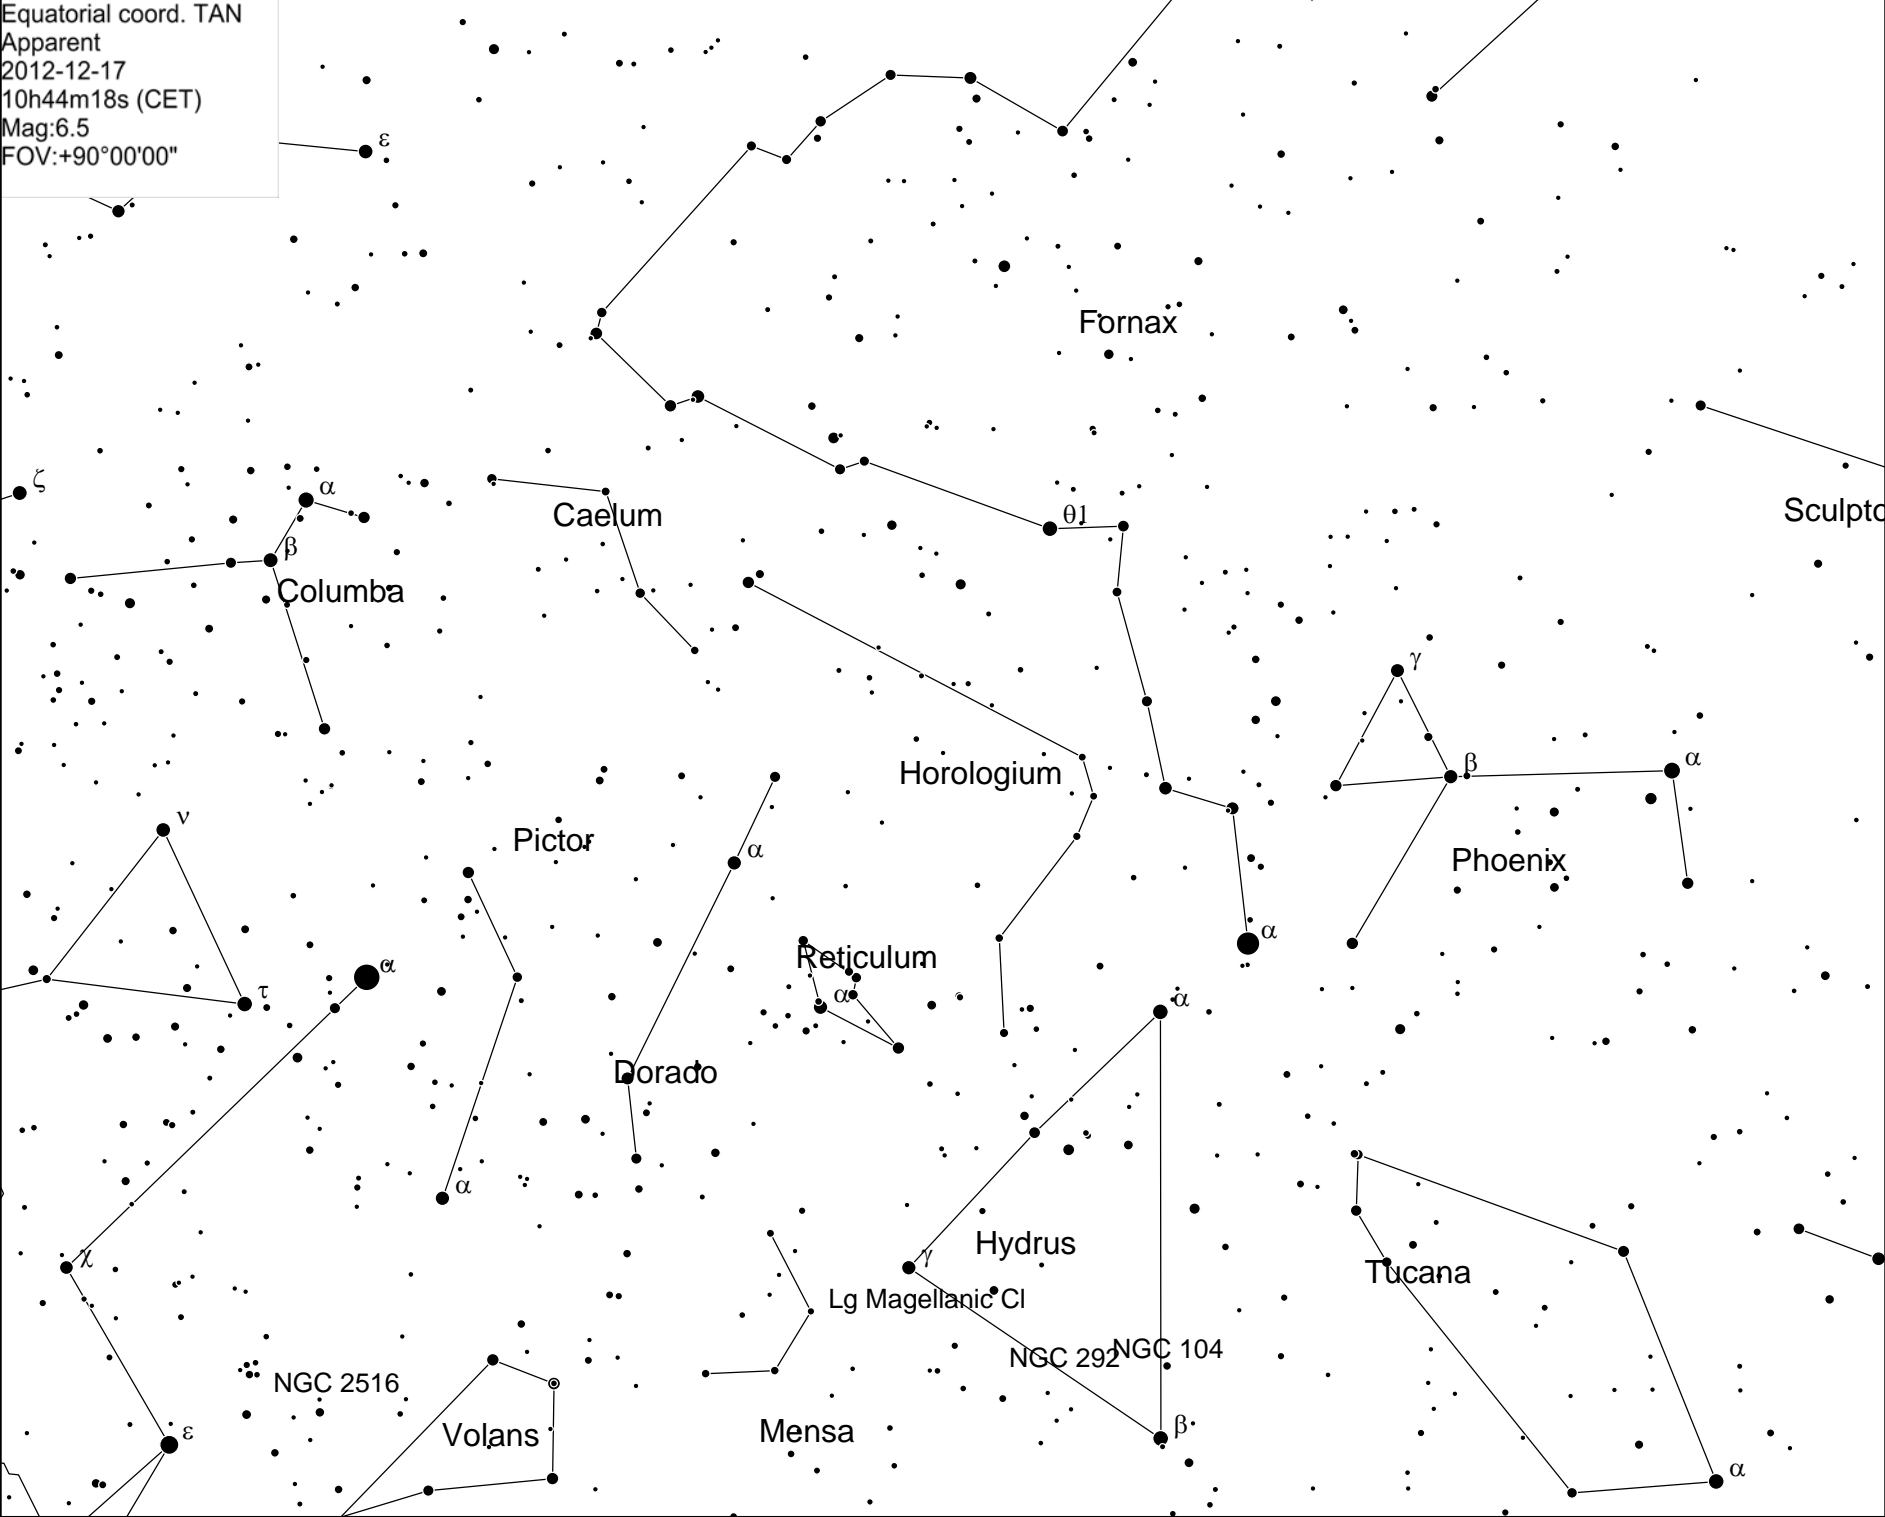 Equatorial coord. TAN
Apparent
2012-12-17
10h44m18s (CET)
Mag:6.5
FOV:+90°00'00"
ε
Fornax
ζ
α
Caelum
θ1
Sculpto
β
Columba
γ
β
α
Horologium
ν
Pictor
α
Phoenix
α
Reticulum
α
τ
α
α
Dorado
α
χ
γ
Hydrus
Tucana
Lg Magellanic Cl
NGC 292
NGC 104
NGC 2516
ε
Volans
Mensa
β
α